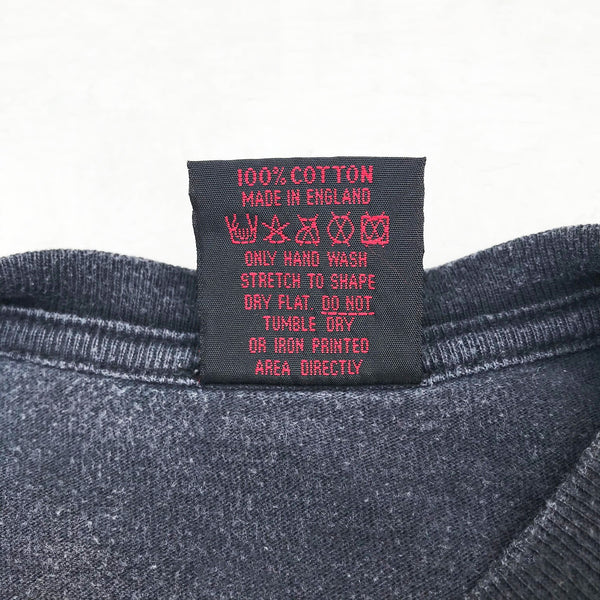 100% COTTON
MADE IN ENGLAND
ONLY HAND WASH
STRETCH TO SHAPE
DRY FLAT. DO NOT
TUMBLE DRY
OR IRON PRINTED
AREA DIRECTLY